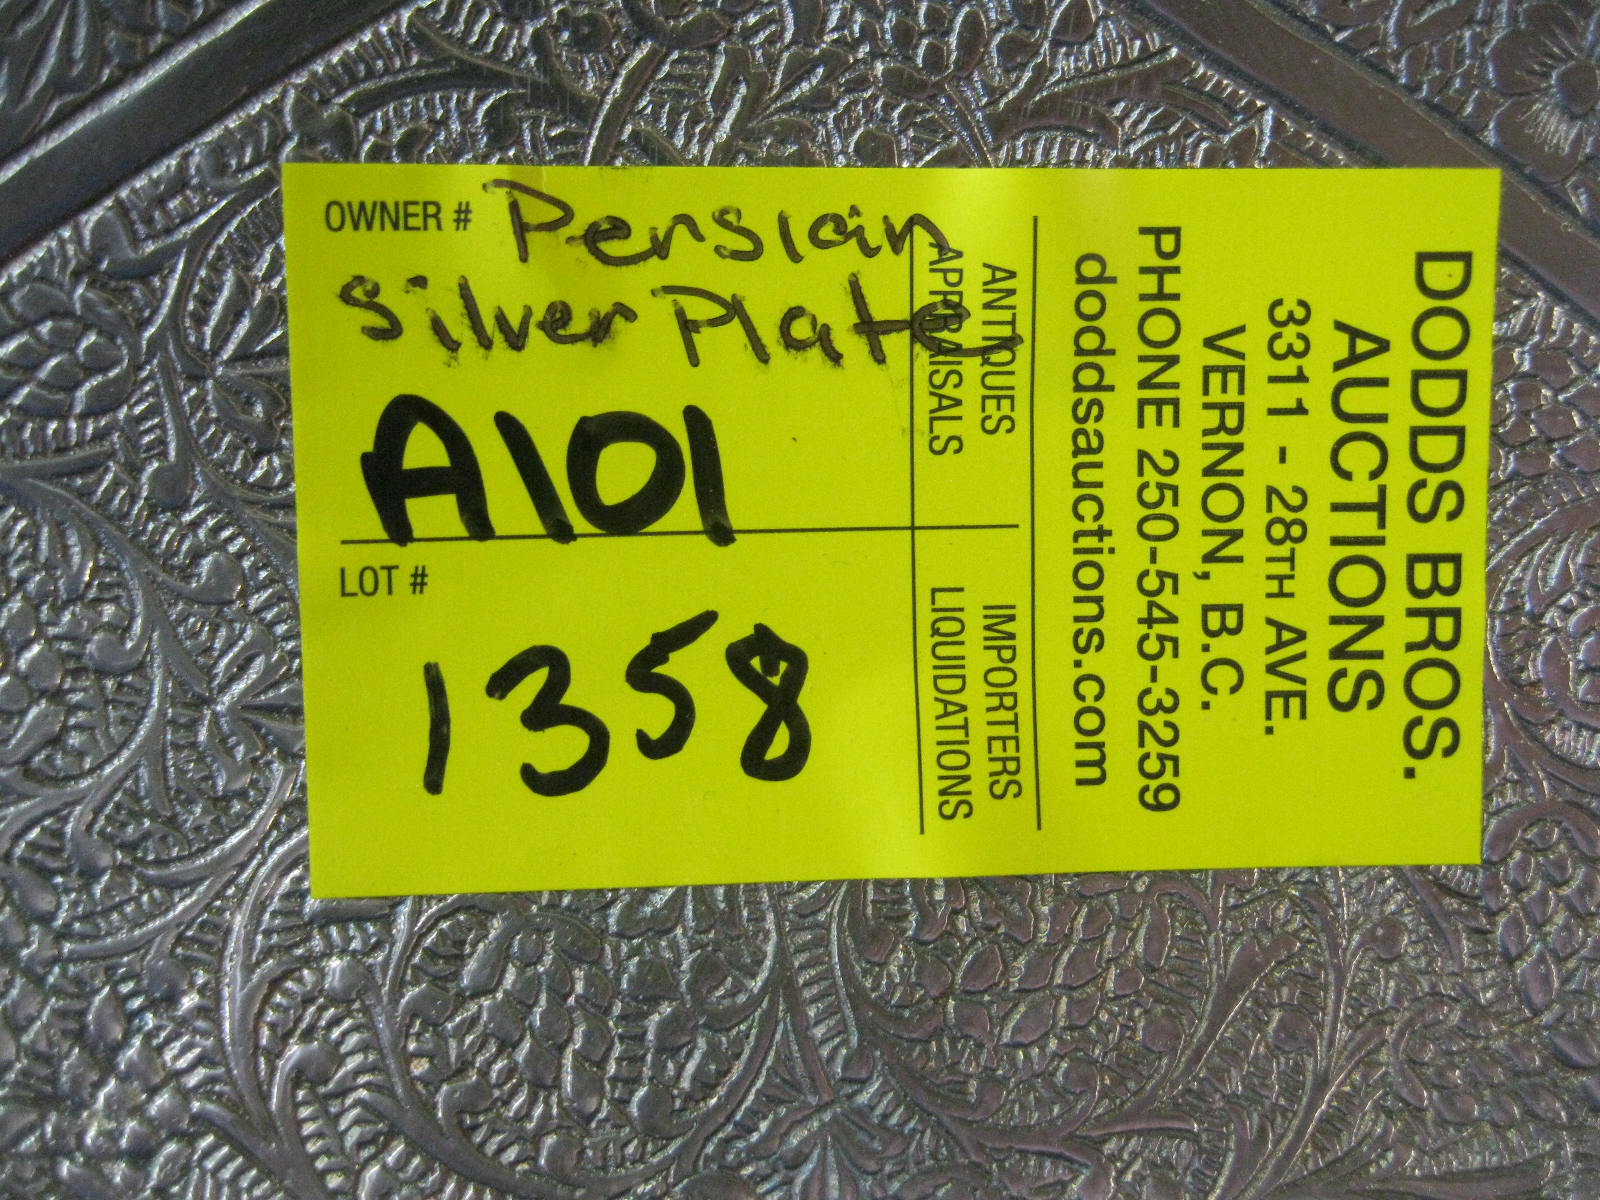 OWNER # Persian
Silver Plate
A101
LOT #
1358
DODDS BROS.
AUCTIONS
3311 - 28TH AVE.
VERNON, B.C.
PHONE 250-545-3259
doddsauctions.com
ANTIQUES
APPRAISALS
IMPORTERS
LIQUIDATIONS